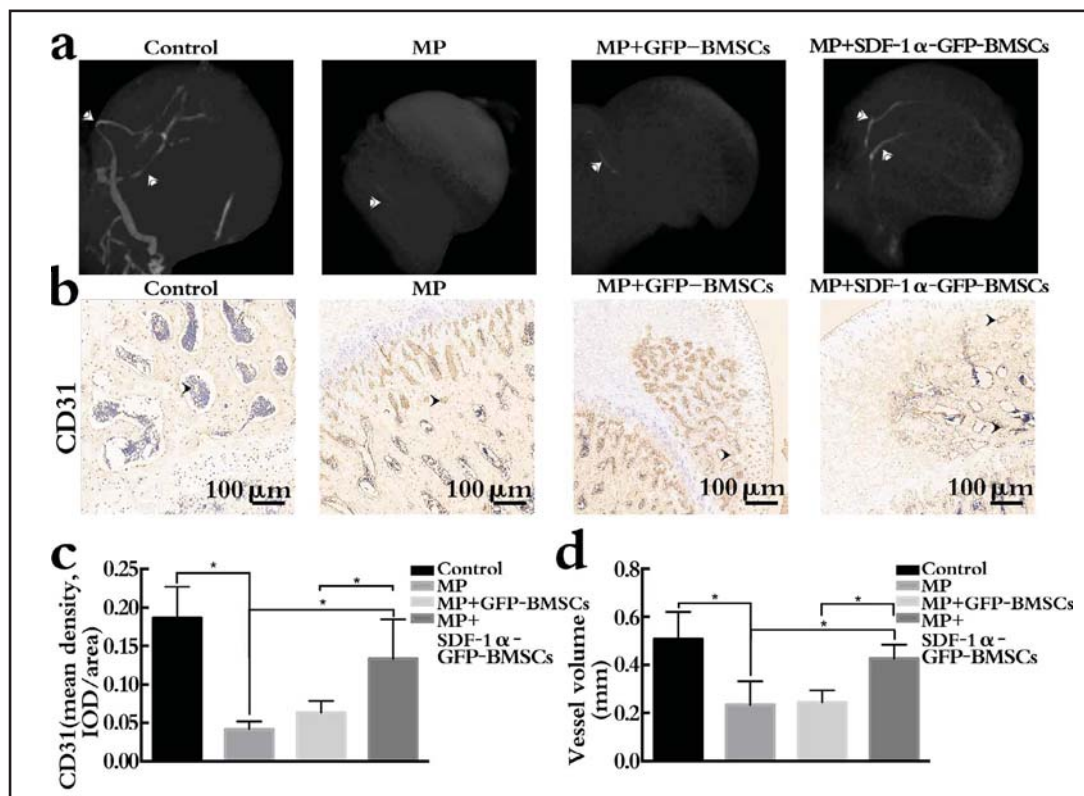 a
Control
MP
MP+GFP-BMSCs
MP+SDF-1α-GFP-BMSCs
b
Control
MP
MP+GFP-BMSCs
MP+SDF-1α-GFP-BMSCs
CD31
100 μm
100 μm
100 μm
100 μm
c
CD31(mean density,
IOD/area)
0.25
0.20
0.15
0.10
0.05
0.00
*
*
*
Control
MP
MP+GFP-BMSCs
MP+
SDF-1α-
GFP-BMSCs
d
Vessel volume
(mm)
0.8
0.6
0.4
0.2
0.0
*
*
*
Control
MP
MP+GFP-BMSCs
MP+
SDF-1α-
GFP-BMSCs